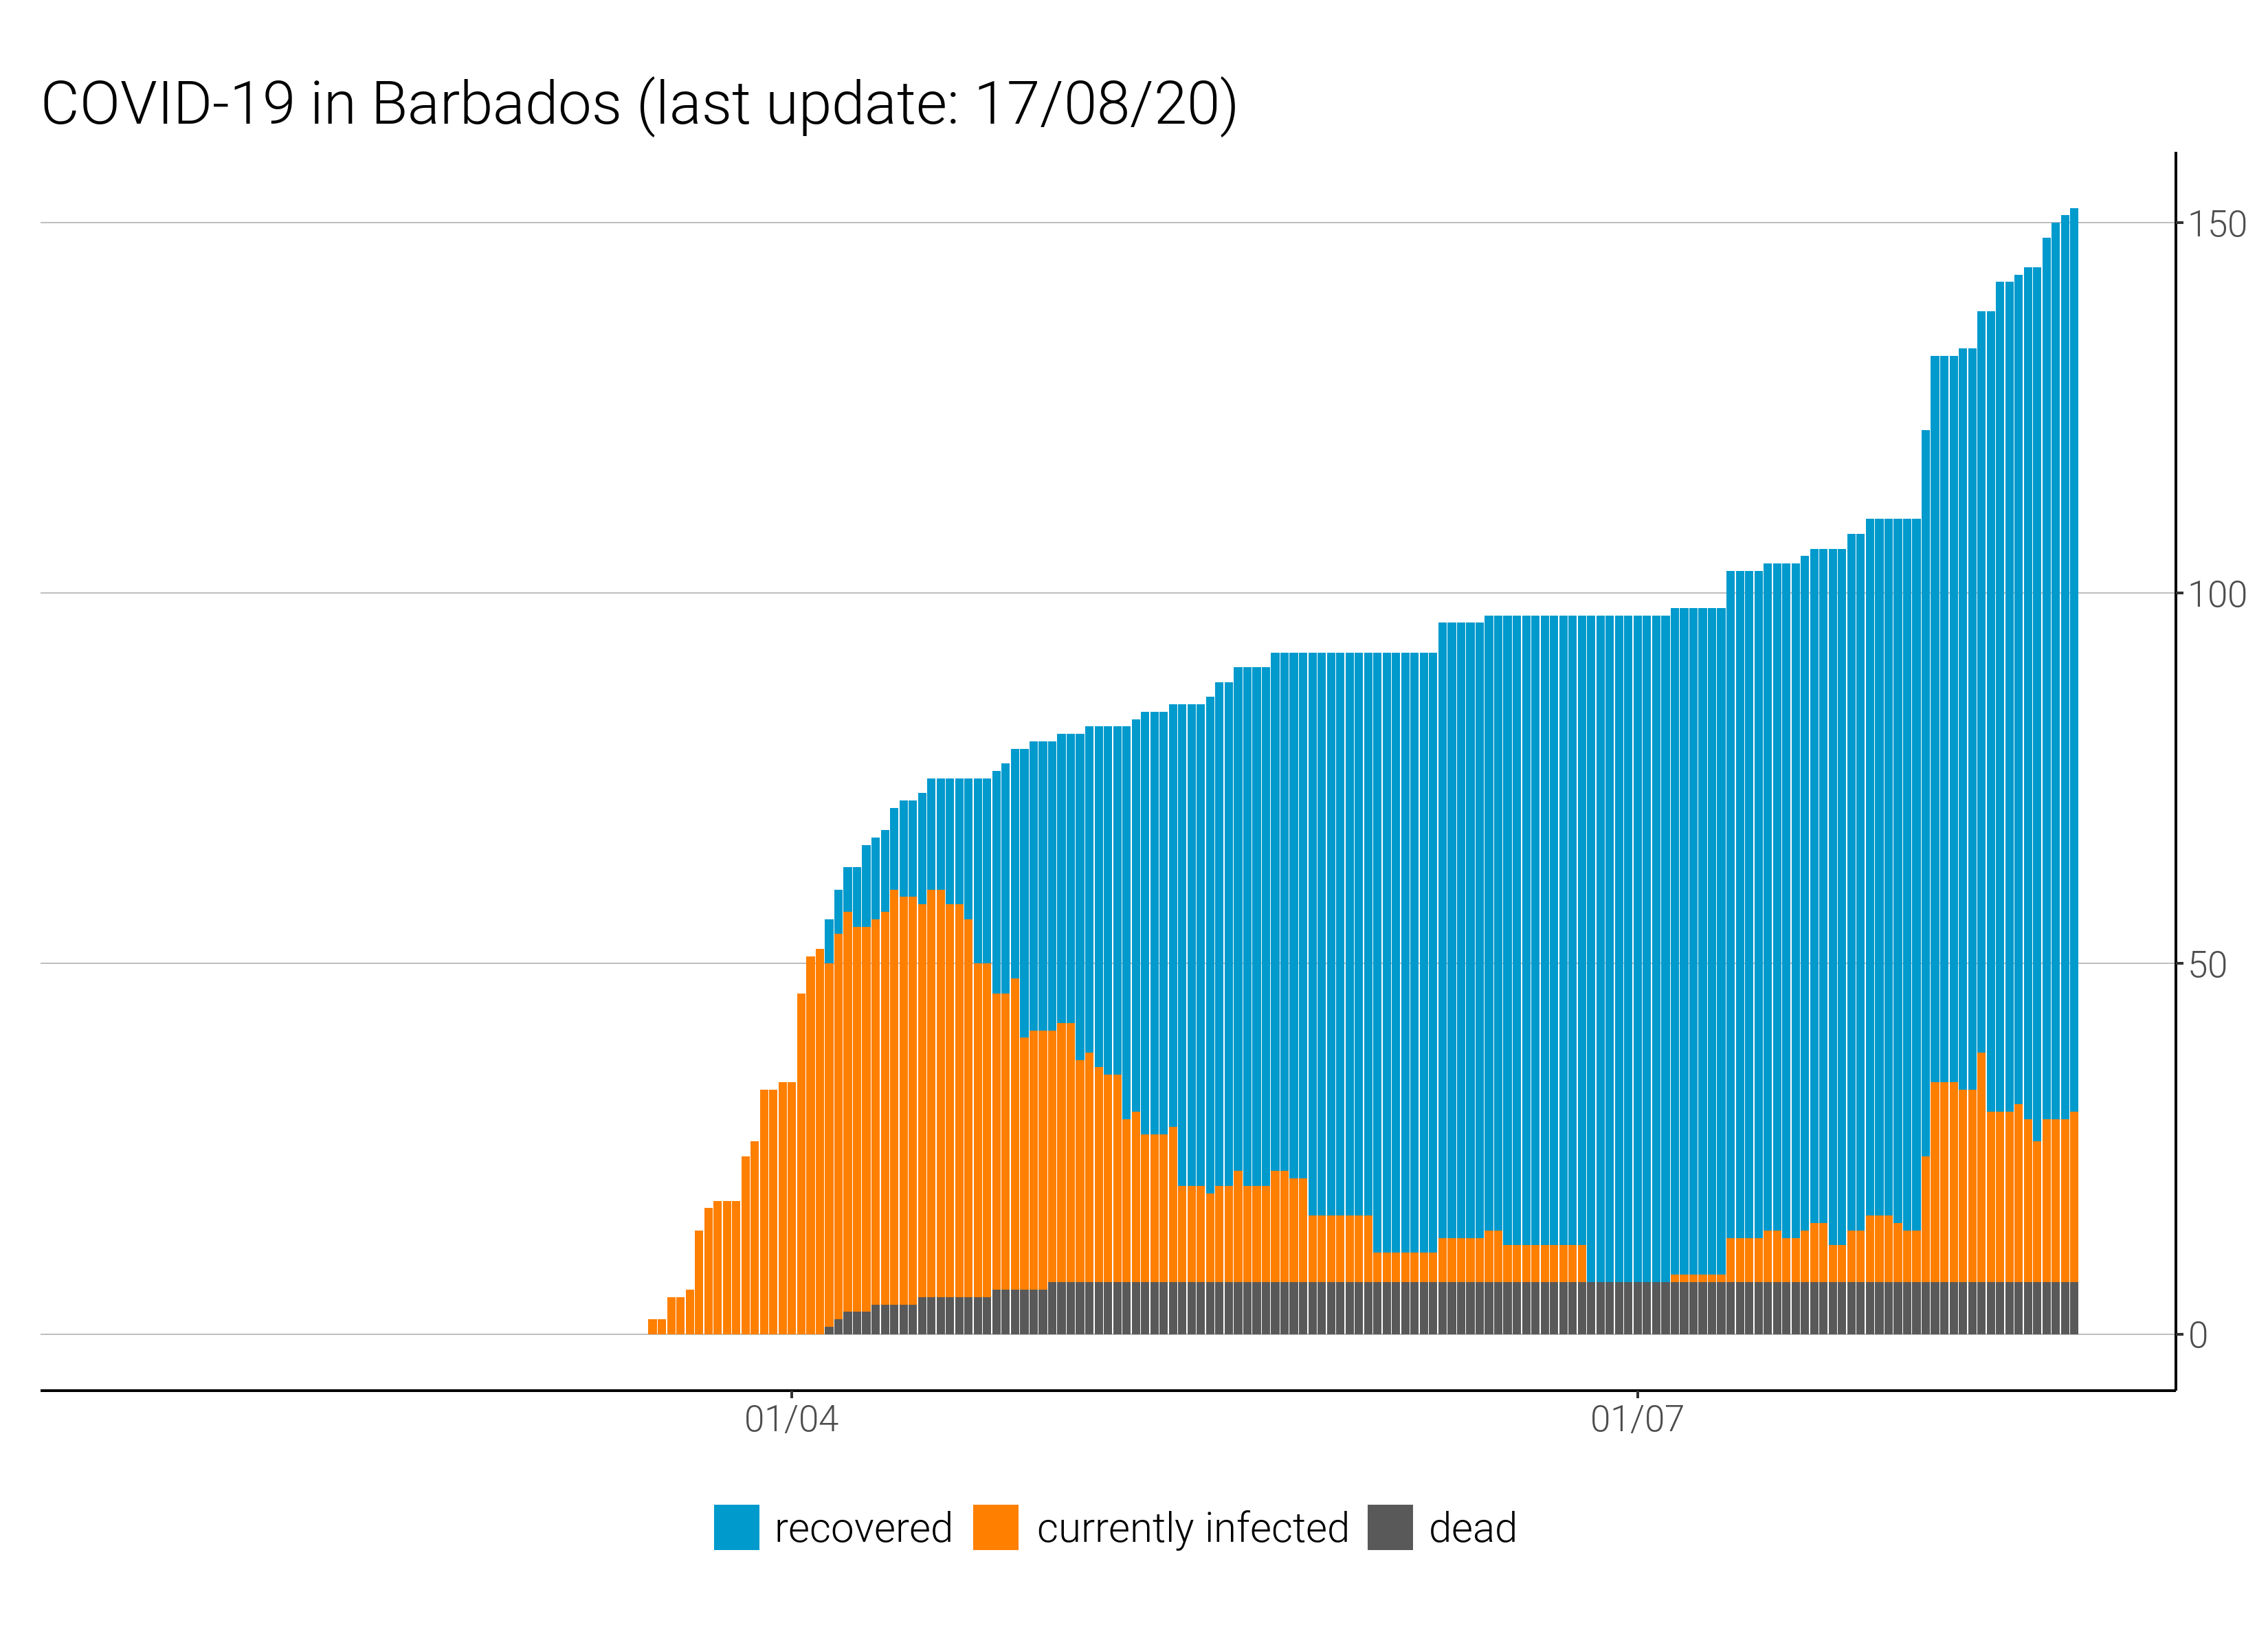 COVID-19 in Barbados (last update: 17/08/20)
150
100
50
0
01/04 01/07
recovered currently infected dead